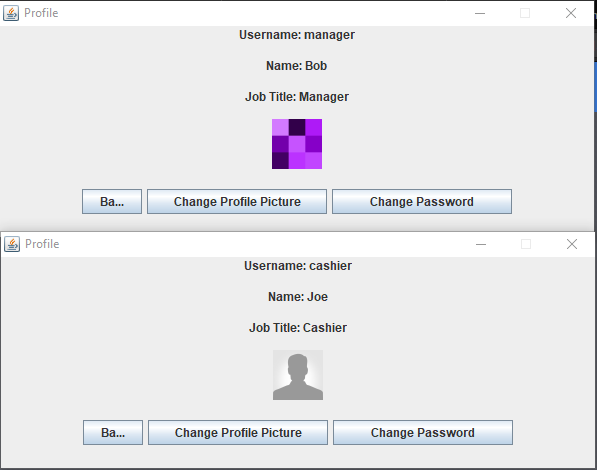 Profile
Username: manager
Name: Bob
Job Title: Manager
Ba... Change Profile Picture Change Password
Profile
Username: cashier
Name: Joe
Job Title: Cashier
Ba... Change Profile Picture Change Password